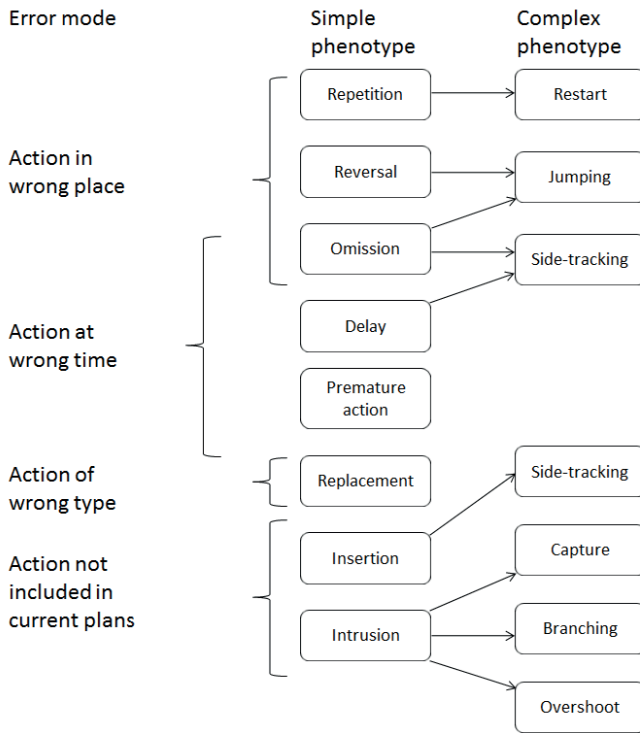 Error mode
Simple
phenotype
Complex
phenotype
Repetition
Restart
Action in
wrong place
Reversal
Jumping
Omission
Side-tracking
Action at
wrong time
Delay
Premature
action
Action of
wrong type
Replacement
Side-tracking
Action not
included in
current plans
Insertion
Capture
Intrusion
Branching
Overshoot